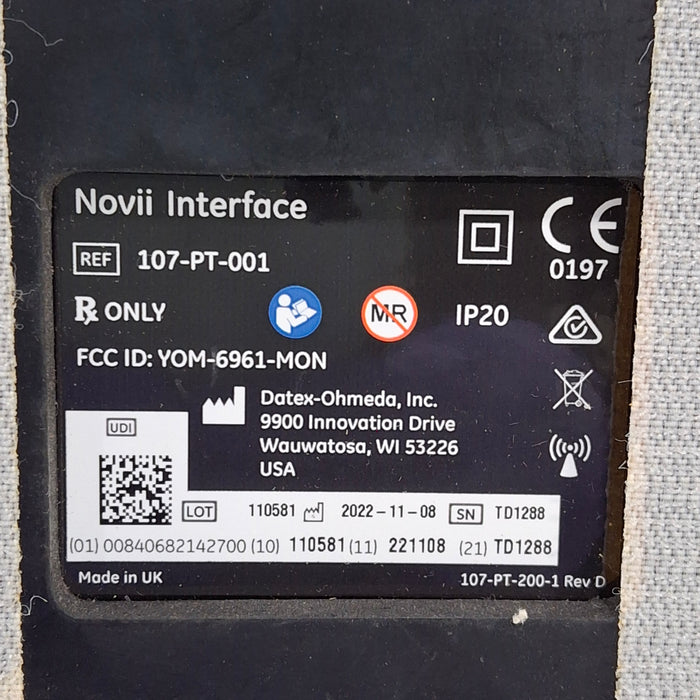 Novii Interface
REF 107-PT-001
CE 0197
℞ ONLY
MR
IP20
FCC ID: YOM-6961-MON
Datex-Ohmeda, Inc.
9900 Innovation Drive
Wauwatosa, WI 53226
USA
UDI
LOT 110581 2022-11-08 SN TD1288
(01) 00840682142700 (10) 110581 (11) 221108 (21) TD1288
Made in UK
107-PT-200-1 Rev D